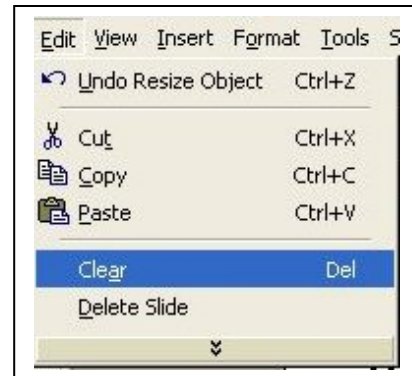 Edit View Insert Format Tools S
Undo Resize Object Ctrl+Z
Cut Ctrl+X
Copy Ctrl+C
Paste Ctrl+V
Clear Del
Delete Slide